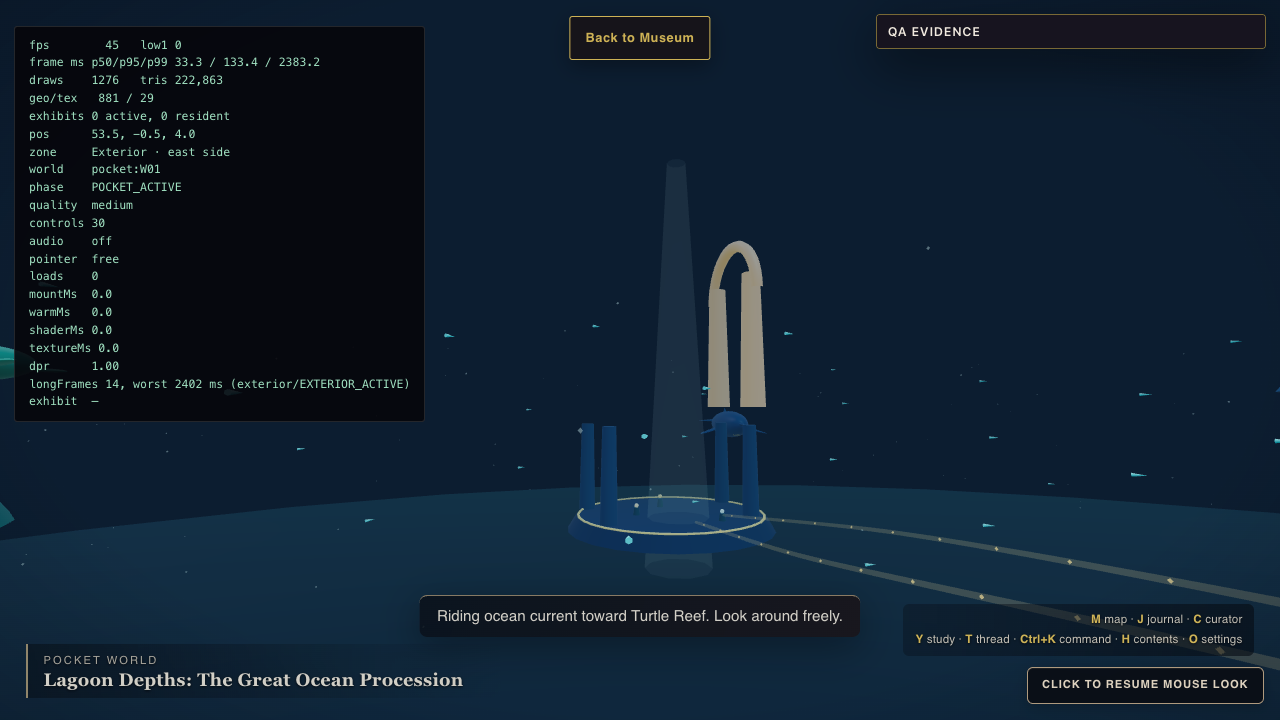 fps 45 low1 0
frame ms p50/p95/p99 33.3 / 133.4 / 2383.2
draws 1276 tris 222,863
geo/tex 881 / 29
exhibits 0 active, 0 resident
pos 53.5, −0.5, 4.0
zone Exterior · east side
world pocket:W01
phase POCKET_ACTIVE
quality medium
controls 30
audio off
pointer free
loads 0
mountMs 0.0
warmMs 0.0
shaderMs 0.0
textureMs 0.0
dpr 1.00
longFrames 14, worst 2402 ms (exterior/EXTERIOR_ACTIVE)
exhibit —
Back to Museum
QA EVIDENCE
Riding ocean current toward Turtle Reef. Look around freely.
POCKET WORLD
Lagoon Depths: The Great Ocean Procession
M map · J journal · C curator
Y study · T thread · Ctrl+K command · H contents · O settings
CLICK TO RESUME MOUSE LOOK